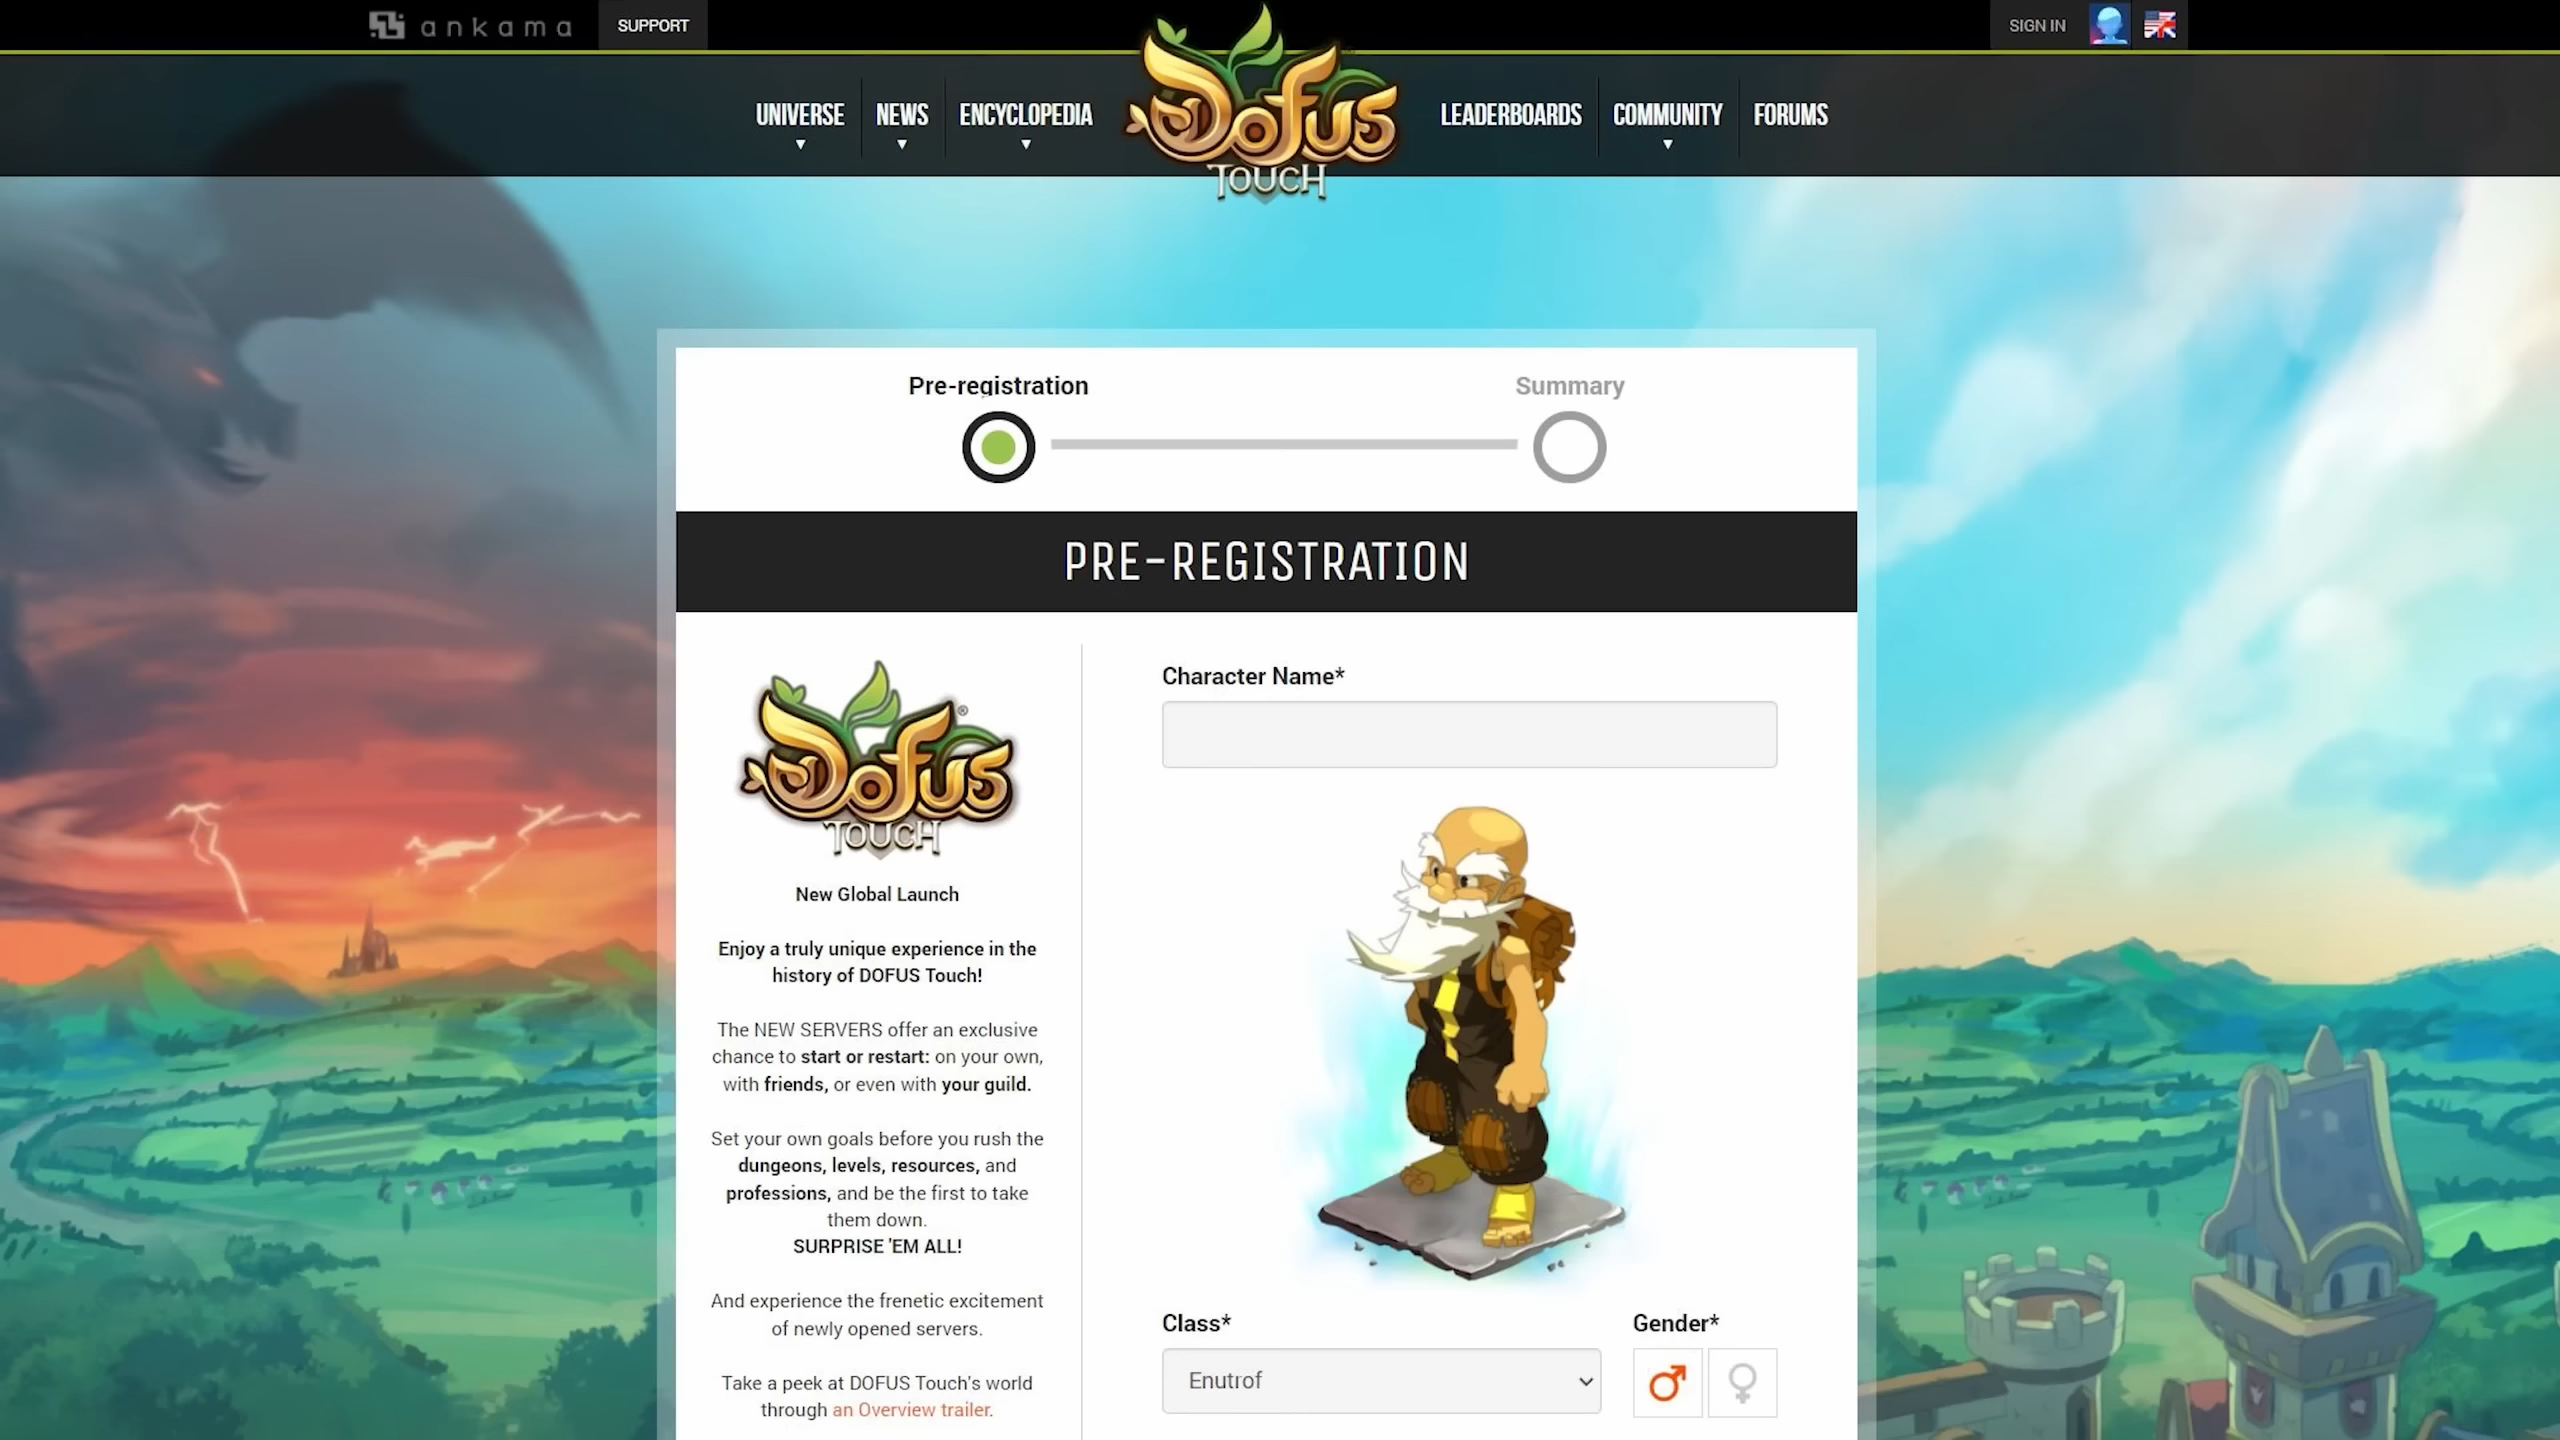 ankama
SUPPORT
SIGN IN
UNIVERSE
NEWS
ENCYCLOPEDIA
DOFUS
TOUCH
LEADERBOARDS
COMMUNITY
FORUMS
Pre-registration
Summary
PRE-REGISTRATION
DOFUS®
TOUCH
New Global Launch
Enjoy a truly unique experience in the
history of DOFUS Touch!
The NEW SERVERS offer an exclusive
chance to start or restart: on your own,
with friends, or even with your guild.
Set your own goals before you rush the
dungeons, levels, resources, and
professions, and be the first to take
them down.
SURPRISE 'EM ALL!
And experience the frenetic excitement
of newly opened servers.
Take a peek at DOFUS Touch's world
through an Overview trailer.
Character Name*
Class*
Enutrof
Gender*